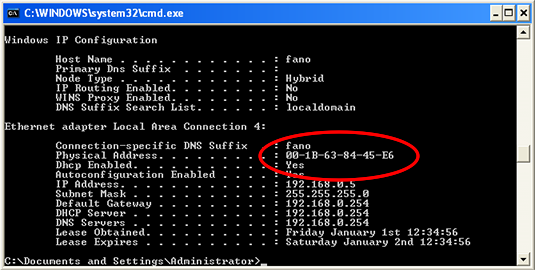 C:\WINDOWS\system32\cmd.exe
Windows IP Configuration
Host Name . . . . . . . . . . . . : fano
Primary Dns Suffix . . . . . . . :
Node Type . . . . . . . . . . . . : Hybrid
IP Routing Enabled. . . . . . . . : No
WINS Proxy Enabled. . . . . . . . : No
DNS Suffix Search List. . . . . . : localdomain
Ethernet adapter Local Area Connection 4:
Connection-specific DNS Suffix : fano
Physical Address. . . . . . . . . : 00-1B-63-84-45-E6
Dhcp Enabled. . . . . . . . . . . : Yes
Autoconfiguration Enabled . . . . : Yes
IP Address. . . . . . . . . . . . : 192.168.0.5
Subnet Mask . . . . . . . . . . . : 255.255.255.0
Default Gateway . . . . . . . . . : 192.168.0.254
DHCP Server . . . . . . . . . . . : 192.168.0.254
DNS Servers . . . . . . . . . . . : 192.168.0.254
Lease Obtained. . . . . . . . . . : Friday January 1st 12:34:56
Lease Expires . . . . . . . . . . : Saturday January 2nd 12:34:56
C:\Documents and Settings\Administrator>_